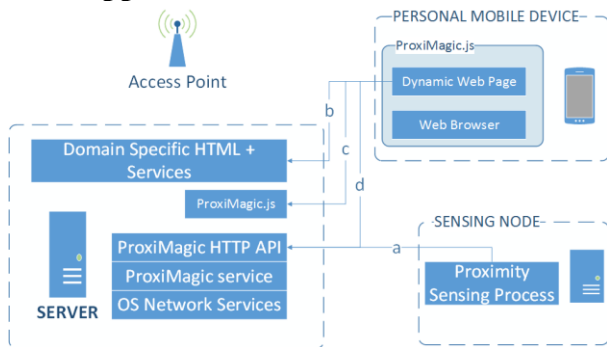 PERSONAL MOBILE DEVICE
ProxiMagic.js
Dynamic Web Page
Web Browser
Access Point
b
c
d
Domain Specific HTML +
Services
ProxiMagic.js
SENSING NODE
a
ProxiMagic HTTP API
ProxiMagic service
OS Network Services
SERVER
Proximity
Sensing Process